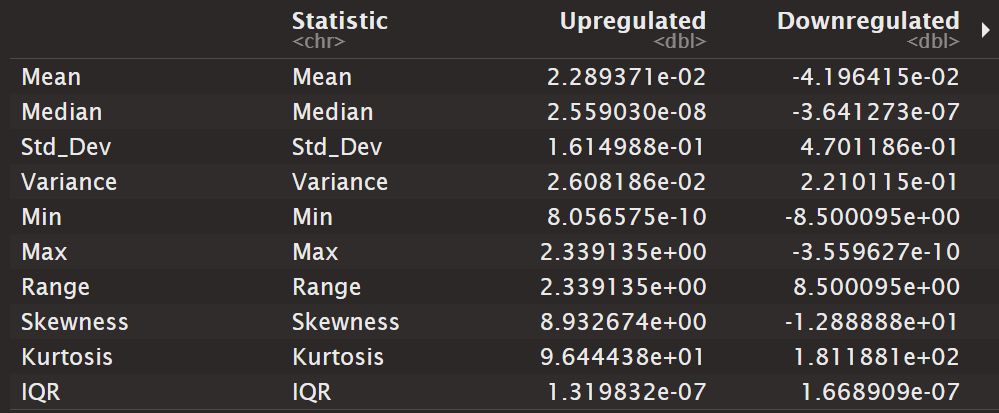 Statistic Upregulated Downregulated
<chr> <dbl> <dbl>
Mean Mean 2.289371e-02 -4.196415e-02
Median Median 2.559030e-08 -3.641273e-07
Std_Dev Std_Dev 1.614988e-01 4.701186e-01
Variance Variance 2.608186e-02 2.210115e-01
Min Min 8.056575e-10 -8.500095e+00
Max Max 2.339135e+00 -3.559627e-10
Range Range 2.339135e+00 8.500095e+00
Skewness Skewness 8.932674e+00 -1.288888e+01
Kurtosis Kurtosis 9.644438e+01 1.811881e+02
IQR IQR 1.319832e-07 1.668909e-07